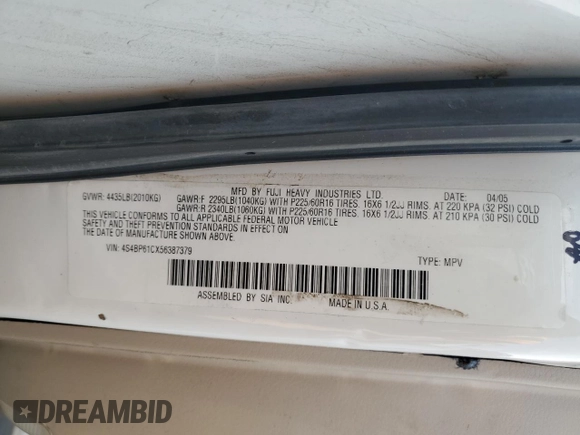 MFD BY FUJI HEAVY INDUSTRIES LTD. DATE: 04/05
GVWR: 4435LB(2010KG) GAWR:F 2295LB(1040KG) WITH P225/60R16 TIRES. 16X6 1/2JJ RIMS. AT 220 KPA (32 PSI) COLD
GAWR:R 2340LB(1060KG) WITH P225/60R16 TIRES. 16X6 1/2JJ RIMS. AT 210 KPA (30 PSI) COLD
THIS VEHICLE CONFORMS TO ALL APPLICABLE FEDERAL MOTOR VEHICLE
SAFETY AND THEFT PREVENTION STANDARDS IN EFFECT ON
THE DATE OF MANUFACTURE SHOWN ABOVE
VIN: 4S4BP61CX56387379 TYPE: MPV
ASSEMBLED BY SIA INC. MADE IN U.S.A.
DREAMBID